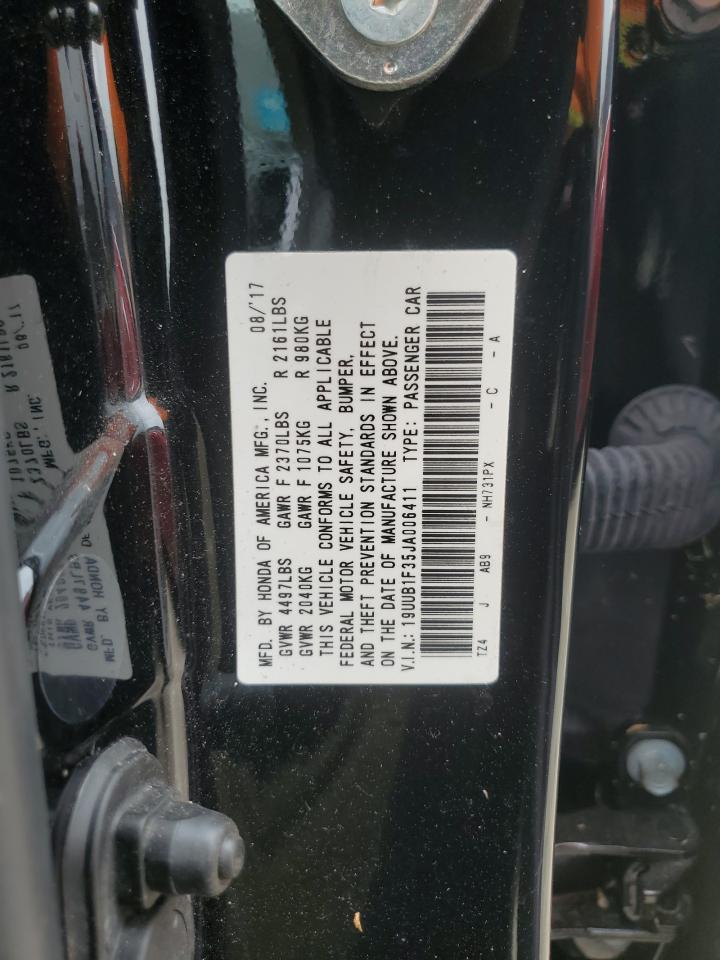 MFD. BY HONDA OF AMERICA MFG., INC. 08/'17
GVWR 4497LBS GAWR F 2370LBS R 2161LBS
GVWR 2040KG GAWR F 1075KG R 980KG
THIS VEHICLE CONFORMS TO ALL APPLICABLE
FEDERAL MOTOR VEHICLE SAFETY, BUMPER,
AND THEFT PREVENTION STANDARDS IN EFFECT
ON THE DATE OF MANUFACTURE SHOWN ABOVE.
V.I.N.: 19UUB1F35JA006411 TYPE: PASSENGER CAR
TZ4 J AB9 - NH731PX - C - A